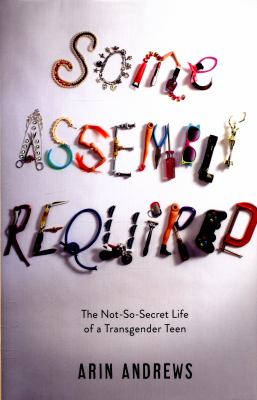 Some
ASSEMBLY
REQUIRED
The Not-So-Secret Life
of a Transgender Teen
ARIN ANDREWS